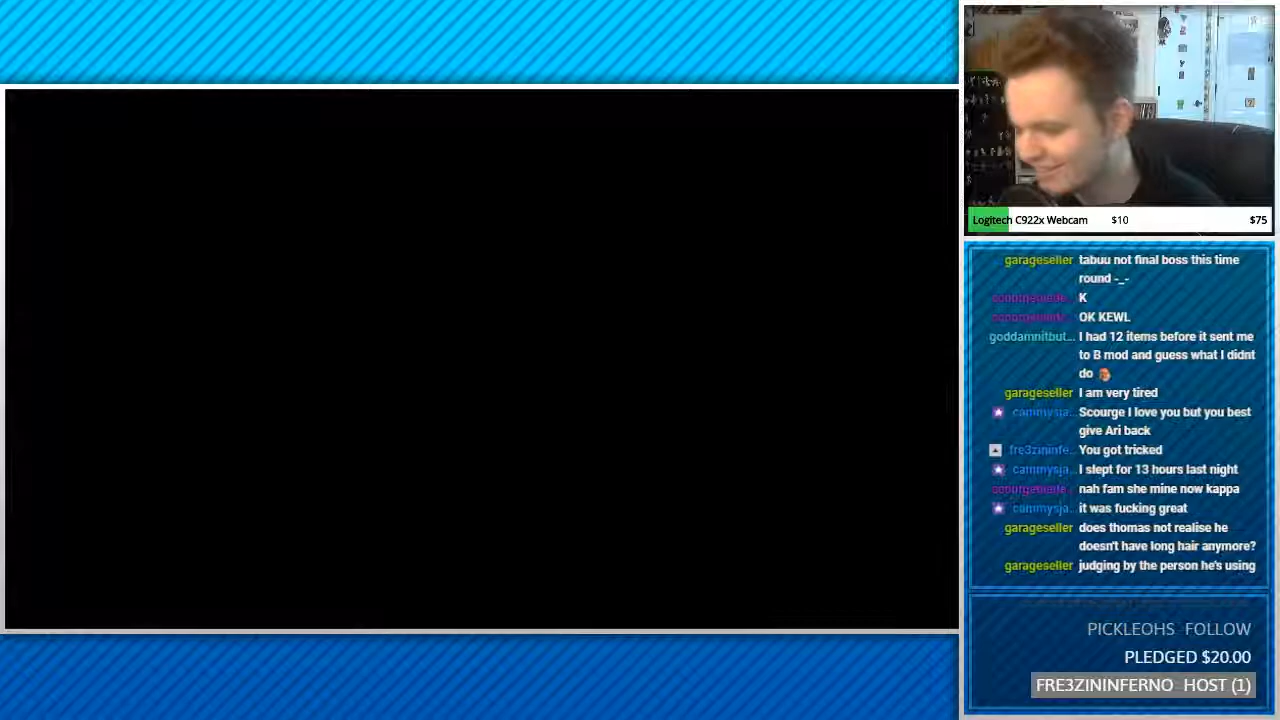 Logitech C922x Webcam $10 $75
garageseller tabuu not final boss this time
round -_-
K
OK KEWL
goddamnitbut... I had 12 items before it sent me
to B mod and guess what I didnt
do
garageseller I am very tired
cammysja... Scourge I love you but you best
give Ari back
fre3zininfe... You got tricked
cammysja... I slept for 13 hours last night
nah fam she mine now kappa
cammysja... it was fucking great
garageseller does thomas not realise he
doesn't have long hair anymore?
garageseller judging by the person he's using
PICKLEOHS FOLLOW
PLEDGED $20.00
FRE3ZININFERNO HOST (1)